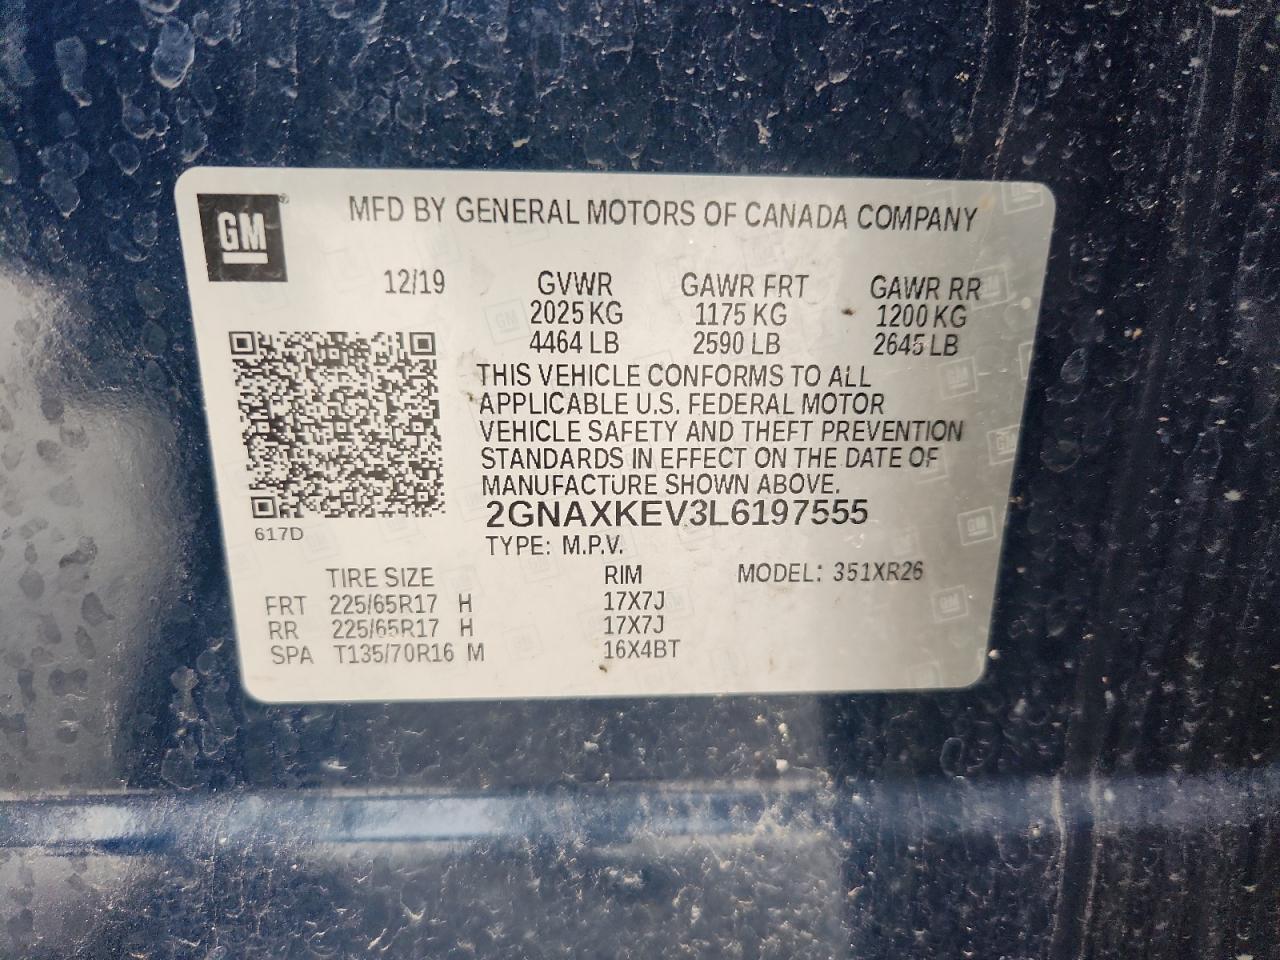 GM
MFD BY GENERAL MOTORS OF CANADA COMPANY
12/19 GVWR GAWR FRT GAWR RR
2025 KG 1175 KG 1200 KG
4464 LB 2590 LB 2645 LB
THIS VEHICLE CONFORMS TO ALL
APPLICABLE U.S. FEDERAL MOTOR
VEHICLE SAFETY AND THEFT PREVENTION
STANDARDS IN EFFECT ON THE DATE OF
MANUFACTURE SHOWN ABOVE.
2GNAXKEV3L6197555
617D
TYPE: M.P.V.
TIRE SIZE RIM MODEL: 351XR26
FRT 225/65R17 H 17X7J
RR 225/65R17 H 17X7J
SPA T135/70R16 M 16X4BT